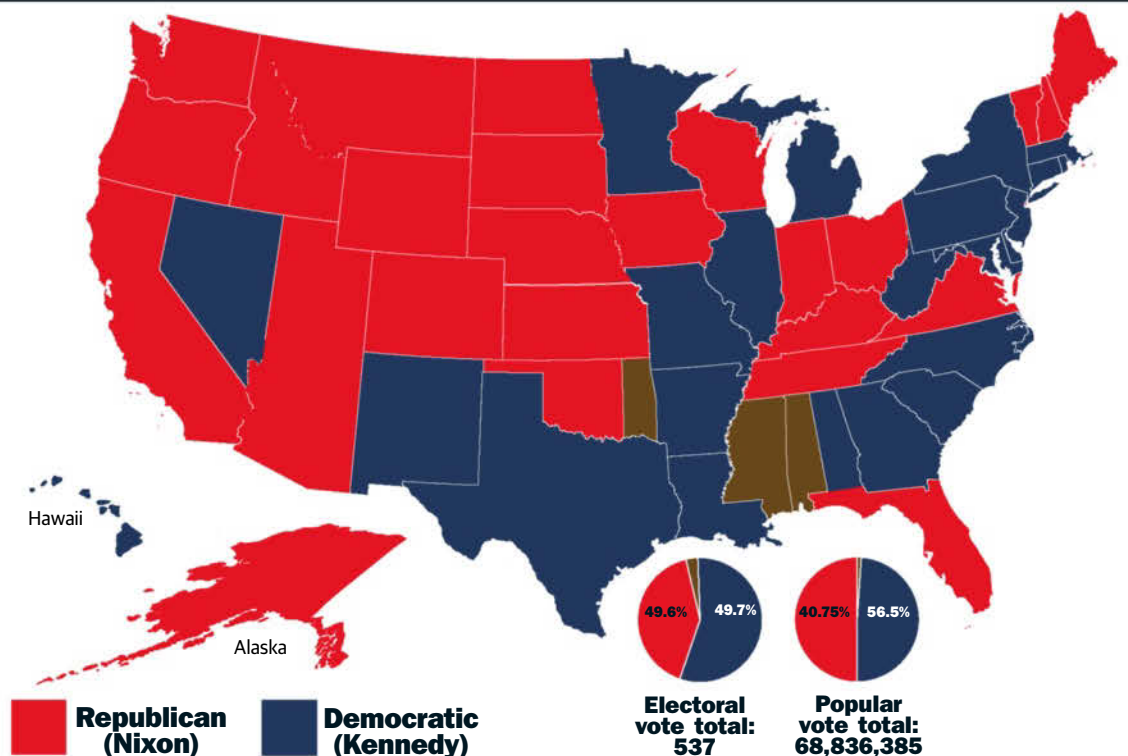 Hawaii
Alaska
49.6%
49.7%
40.75%
56.5%
Republican
(Nixon)
Democratic
(Kennedy)
Electoral
vote total:
537
Popular
vote total:
68,836,385